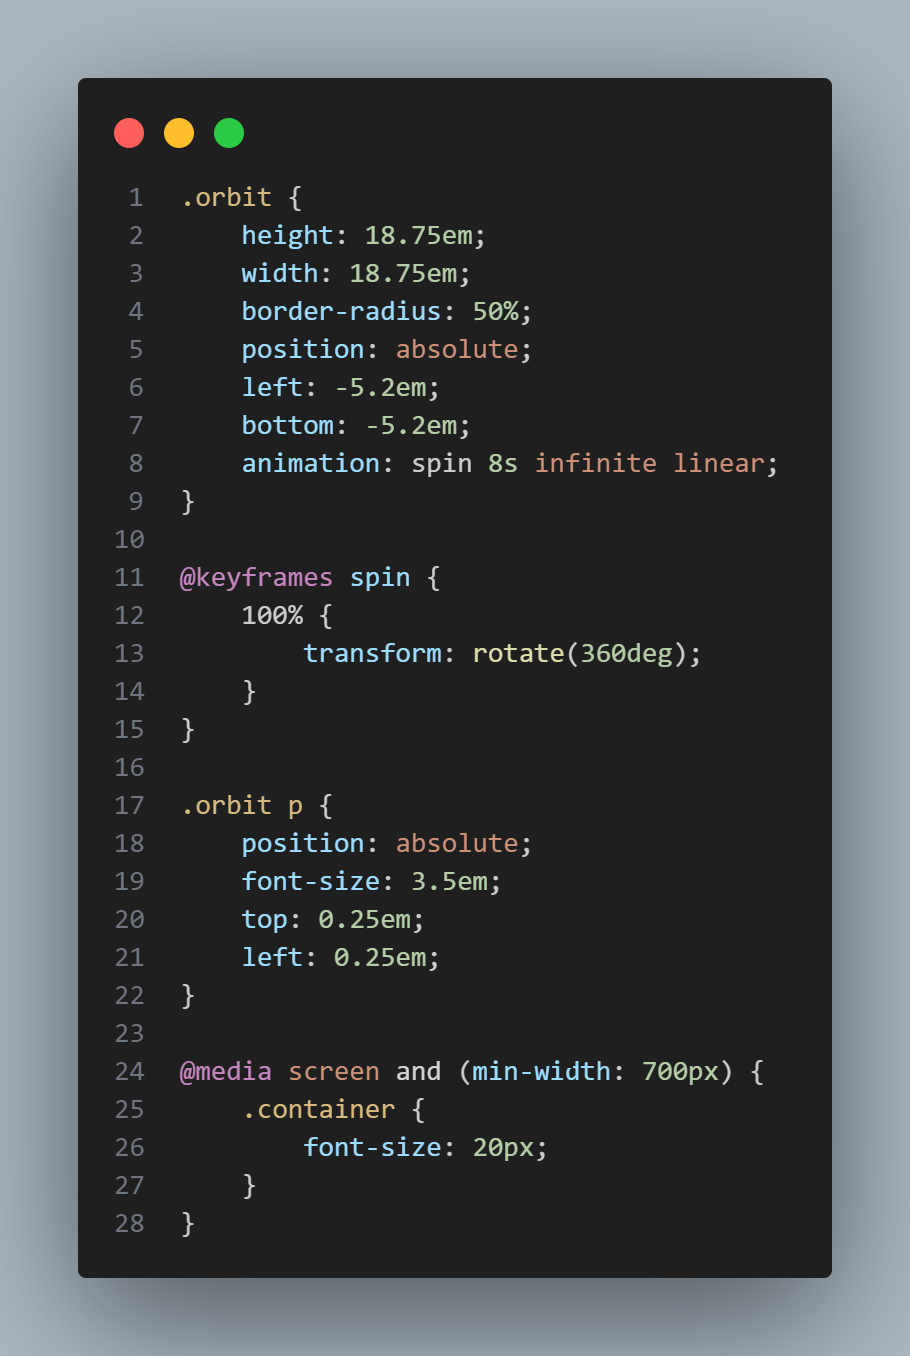 1 .orbit {
2     height: 18.75em;
3     width: 18.75em;
4     border-radius: 50%;
5     position: absolute;
6     left: -5.2em;
7     bottom: -5.2em;
8     animation: spin 8s infinite linear;
9 }
10
11 @keyframes spin {
12     100% {
13         transform: rotate(360deg);
14     }
15 }
16
17 .orbit p {
18     position: absolute;
19     font-size: 3.5em;
20     top: 0.25em;
21     left: 0.25em;
22 }
23
24 @media screen and (min-width: 700px) {
25     .container {
26         font-size: 20px;
27     }
28 }